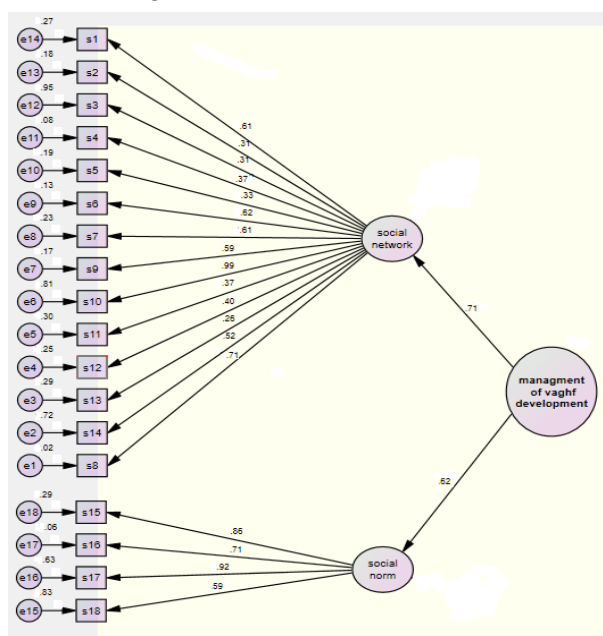 .27
e14 s1
.18
e13 s2
.95
e12 s3
.08
e11 s4
.19
e10 s5
.13
e9 s6
.23
e8 s7
.17
e7 s9
.81
e6 s10
.30
e5 s11
.25
e4 s12
.29
e3 s13
.72
e2 s14
.02
e1 s8
.61
.31
.31
.37
.33
.62
.61
.59
.99
.37
.40
.26
.52
.71
social
network
.71
managment
of vaghf
development
.62
.29
e18 s15
.06
e17 s16
.63
e16 s17
.83
e15 s18
.86
.71
.92
.59
social
norm